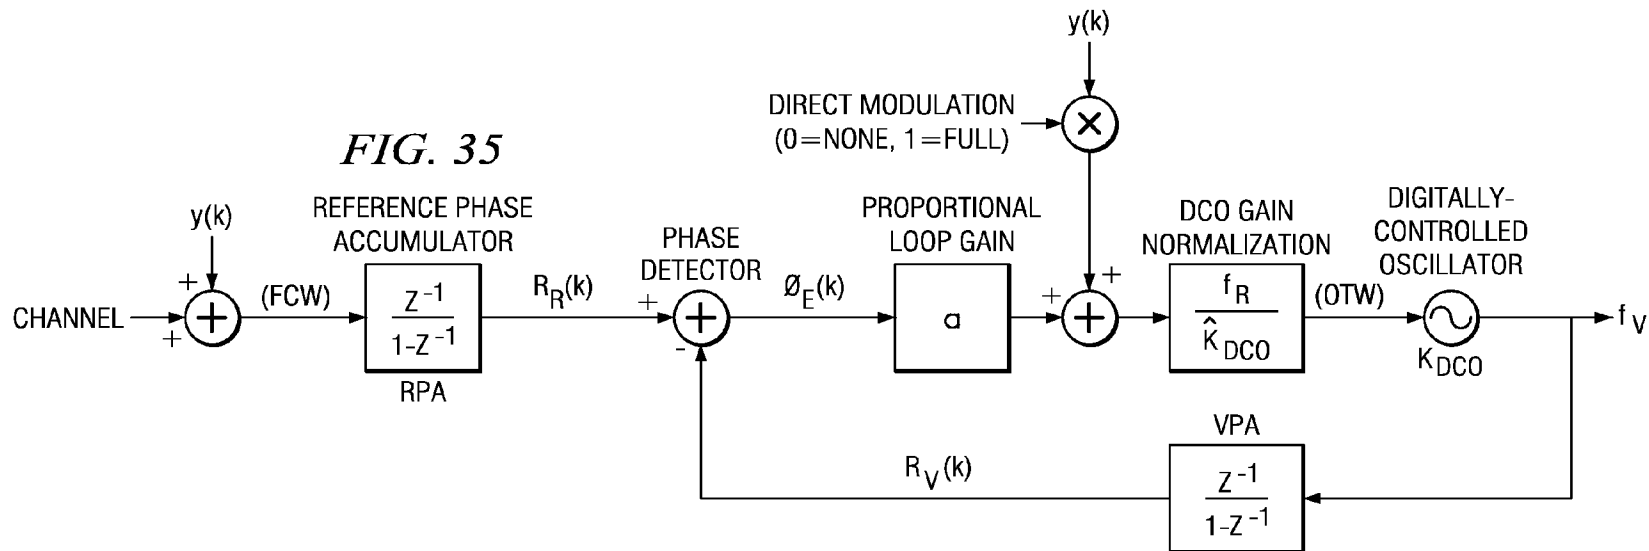 y(k)
DIRECT MODULATION
(0=NONE, 1=FULL)
×
FIG. 35
y(k)
REFERENCE PHASE
ACCUMULATOR
PHASE
DETECTOR
PROPORTIONAL
LOOP GAIN
DCO GAIN
NORMALIZATION
DIGITALLY-
CONTROLLED
OSCILLATOR
CHANNEL
+
+
+
(FCW)
Z^-1
1-Z^-1
RPA
R_R(k)
+
+
-
Ø_E(k)
a
+
+
+
f_R
K̂_DCO
(OTW)
K_DCO
f_V
VPA
Z^-1
1-Z^-1
R_V(k)